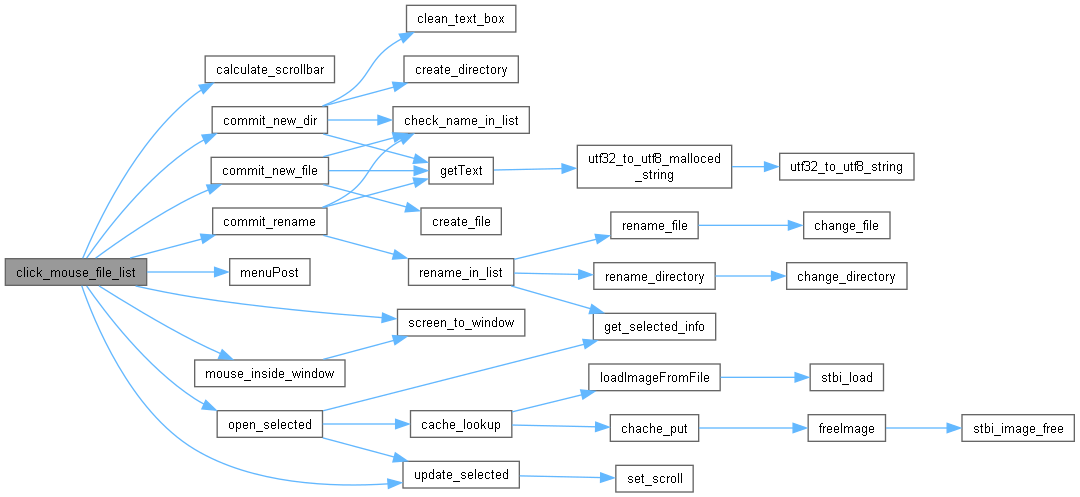 click_mouse_file_list
calculate_scrollbar
commit_new_dir
commit_new_file
commit_rename
menuPost
mouse_inside_window
open_selected
clean_text_box
create_directory
check_name_in_list
getText
create_file
rename_in_list
screen_to_window
cache_lookup
update_selected
utf32_to_utf8_malloced
_string
rename_file
rename_directory
get_selected_info
loadImageFromFile
chache_put
set_scroll
utf32_to_utf8_string
change_file
change_directory
stbi_load
freeImage
stbi_image_free